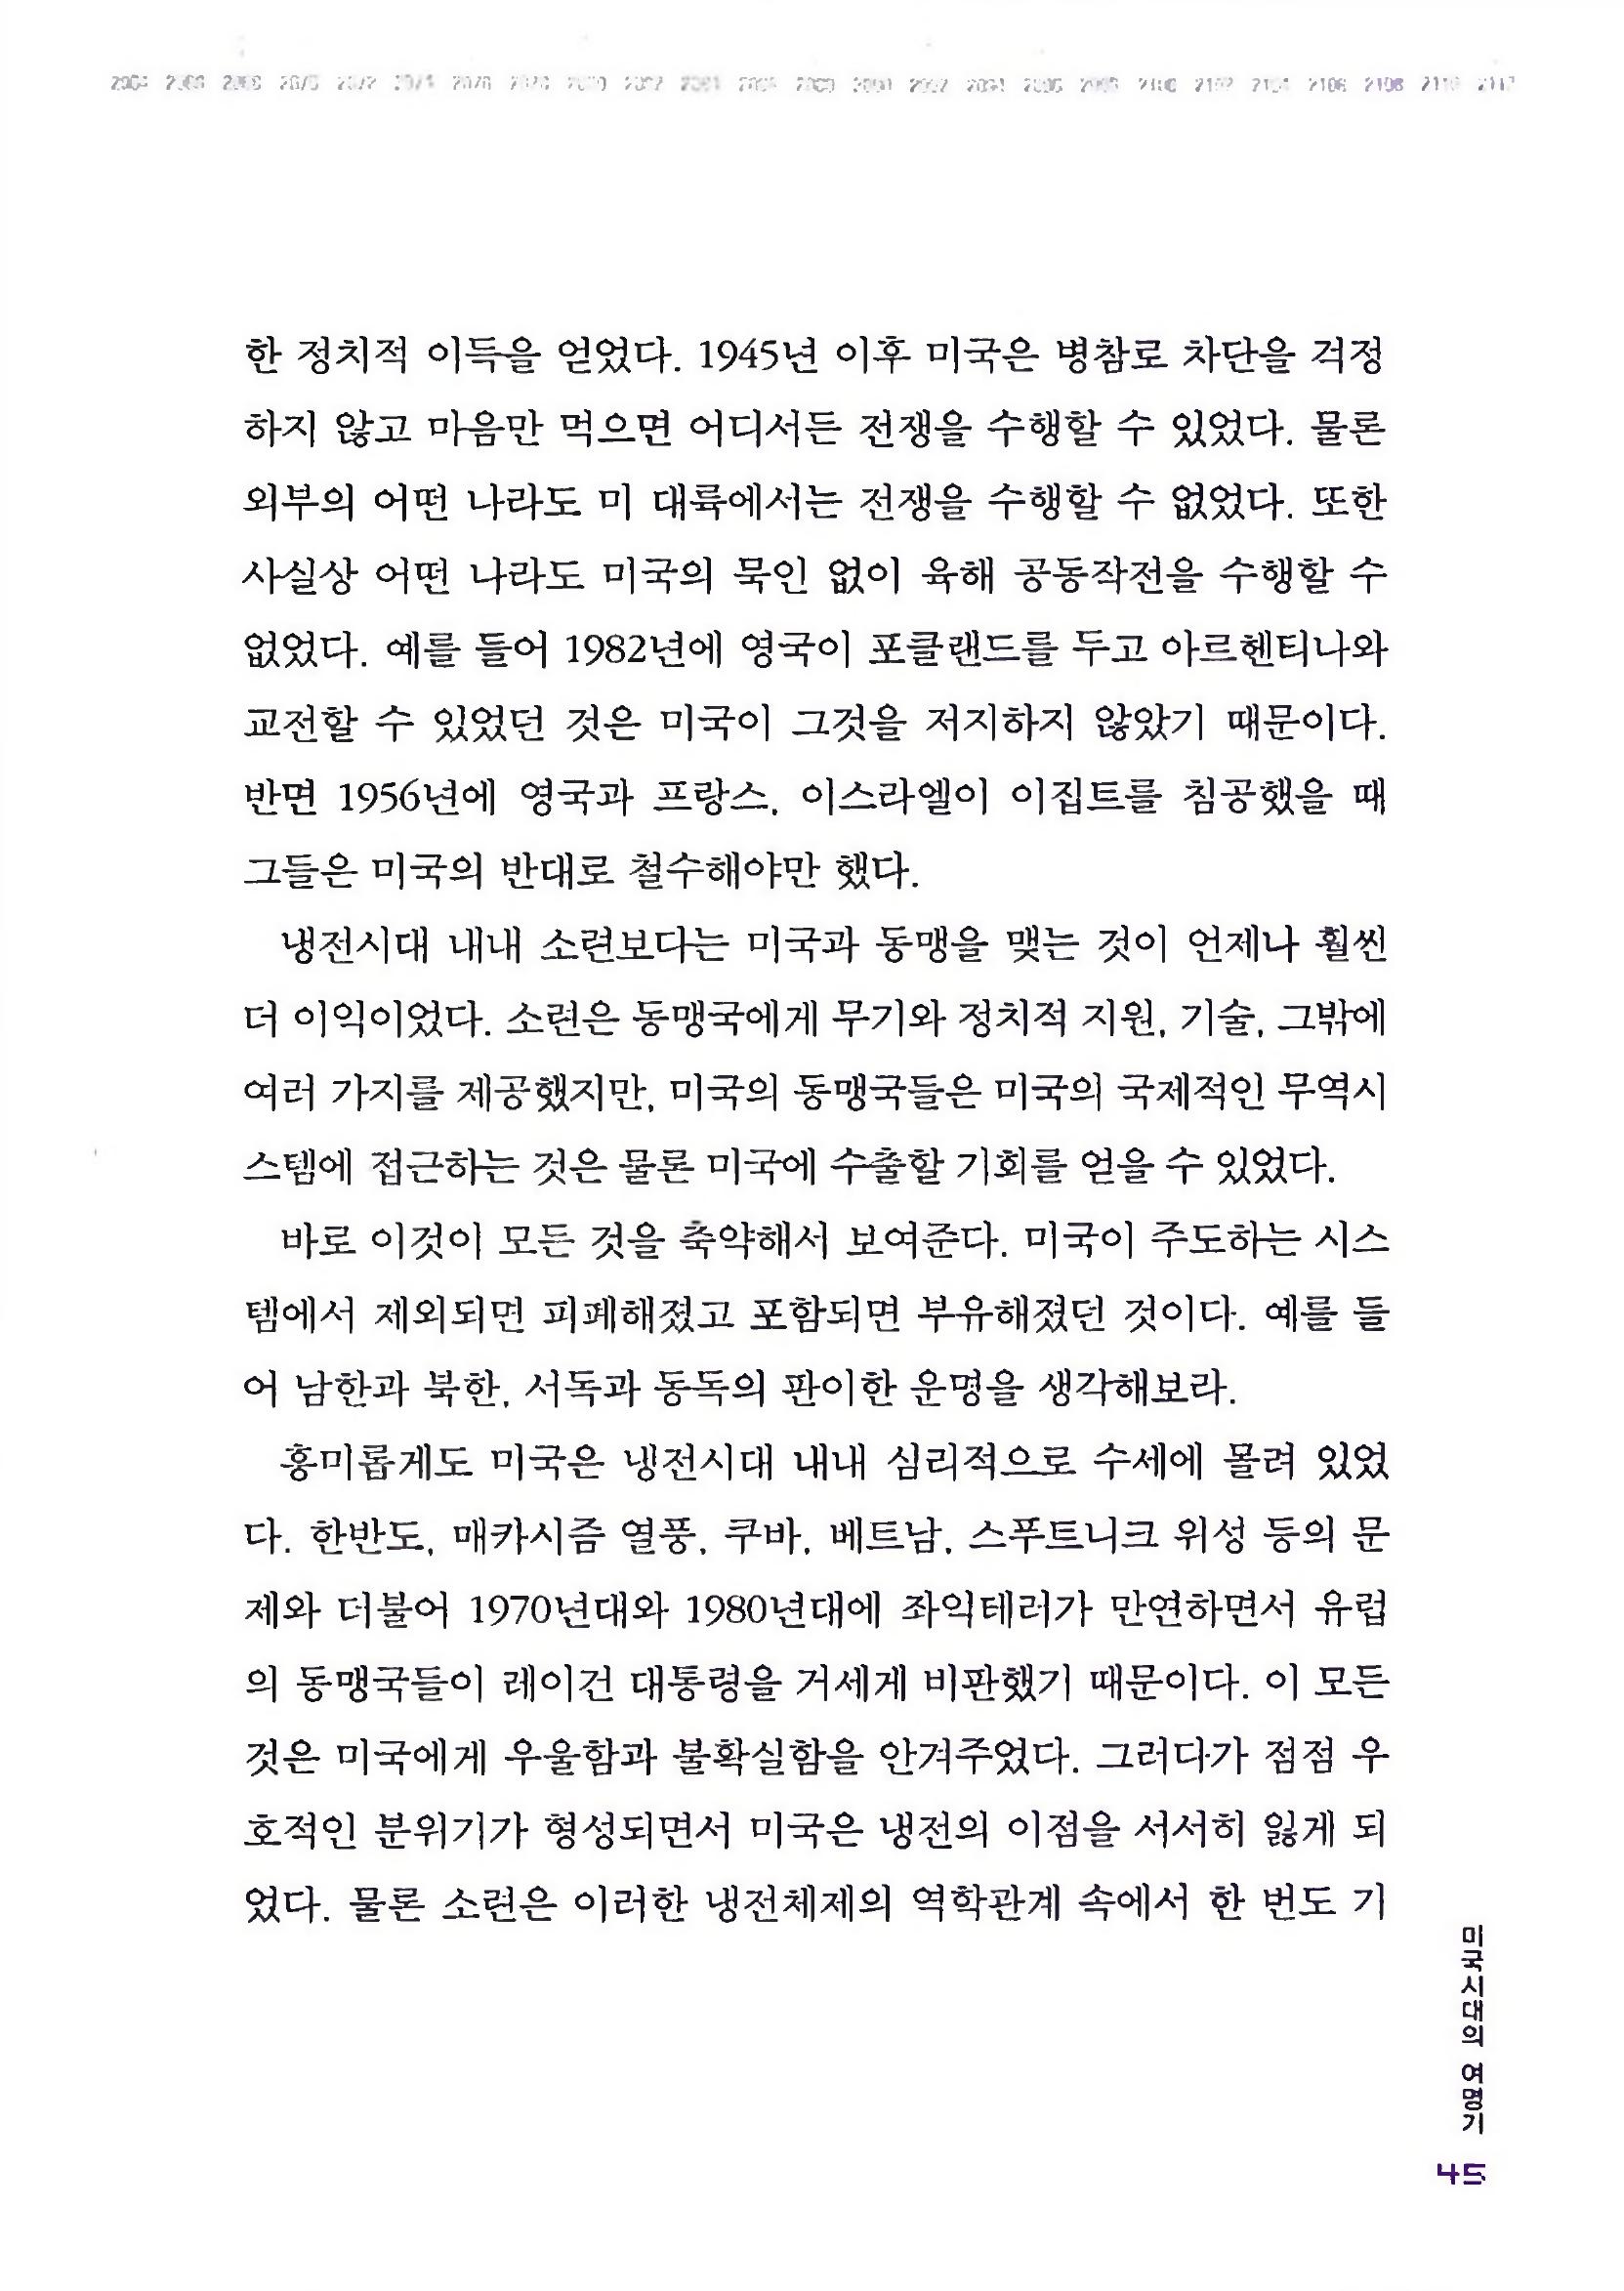 한 정치적 이득을 얻었다. 1945년 이후 미국은 병참로 차단을 걱정
하지 않고 마음만 먹으면 어디서든 전쟁을 수행할 수 있었다. 물론
외부의 어떤 나라도 미 대륙에서는 전쟁을 수행할 수 없었다. 또한
사실상 어떤 나라도 미국의 묵인 없이 육해 공동작전을 수행할 수
없었다. 예를 들어 1982년에 영국이 포클랜드를 두고 아르헨티나와
교전할 수 있었던 것은 미국이 그것을 저지하지 않았기 때문이다.
반면 1956년에 영국과 프랑스, 이스라엘이 이집트를 침공했을 때
그들은 미국의 반대로 철수해야만 했다.
냉전시대 내내 소련보다는 미국과 동맹을 맺는 것이 언제나 훨씬
더 이익이었다. 소련은 동맹국에게 무기와 정치적 지원, 기술, 그밖에
여러 가지를 제공했지만, 미국의 동맹국들은 미국의 국제적인 무역시
스템에 접근하는 것은 물론 미국에 수출할 기회를 얻을 수 있었다.
바로 이것이 모든 것을 축약해서 보여준다. 미국이 주도하는 시스
템에서 제외되면 피폐해졌고 포함되면 부유해졌던 것이다. 예를 들
어 남한과 북한, 서독과 동독의 판이한 운명을 생각해보라.
흥미롭게도 미국은 냉전시대 내내 심리적으로 수세에 몰려 있었
다. 한반도, 매카시즘 열풍, 쿠바, 베트남, 스푸트니크 위성 등의 문
제와 더불어 1970년대와 1980년대에 좌익테러가 만연하면서 유럽
의 동맹국들이 레이건 대통령을 거세게 비판했기 때문이다. 이 모든
것은 미국에게 우울함과 불확실함을 안겨주었다. 그러다가 점점 우
호적인 분위기가 형성되면서 미국은 냉전의 이점을 서서히 잃게 되
었다. 물론 소련은 이러한 냉전체제의 역학관계 속에서 한 번도 기
미국시대의 여명기
45